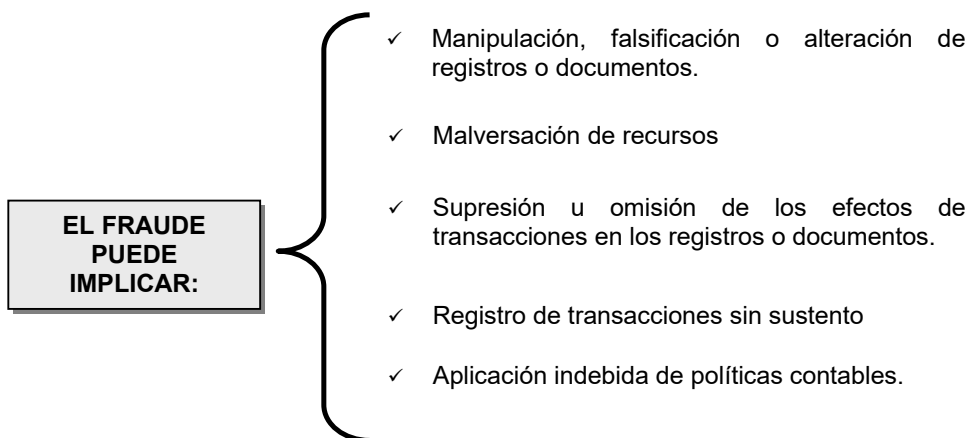 EL FRAUDE
PUEDE
IMPLICAR:
✓ Manipulación, falsificación o alteración de
registros o documentos.
✓ Malversación de recursos
✓ Supresión u omisión de los efectos de
transacciones en los registros o documentos.
✓ Registro de transacciones sin sustento
✓ Aplicación indebida de políticas contables.